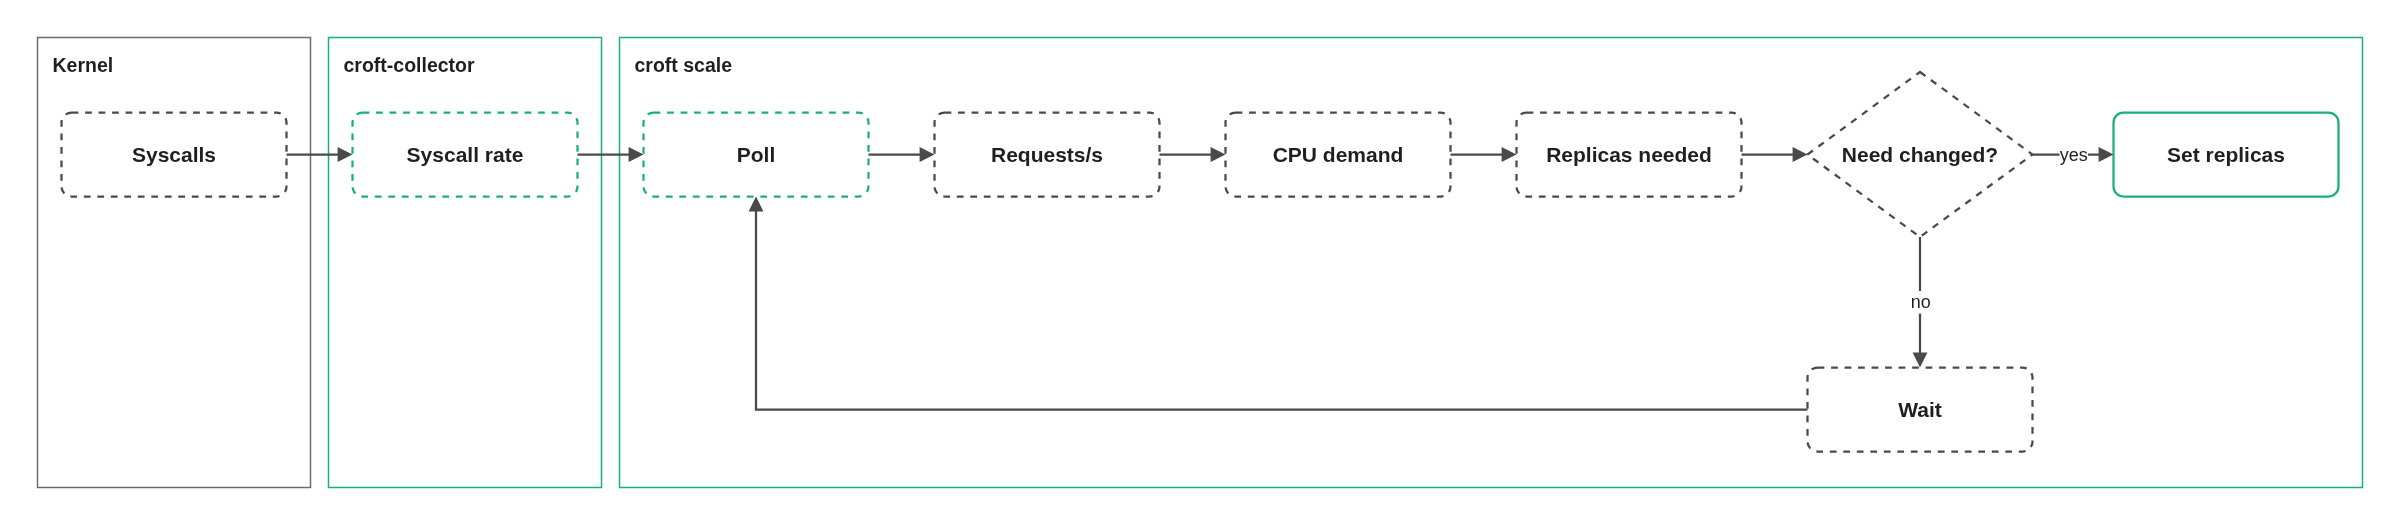 Kernel
croft-collector
croft scale
Syscalls
Syscall rate
Poll
Requests/s
CPU demand
Replicas needed
Need changed?
yes
Set replicas
no
Wait